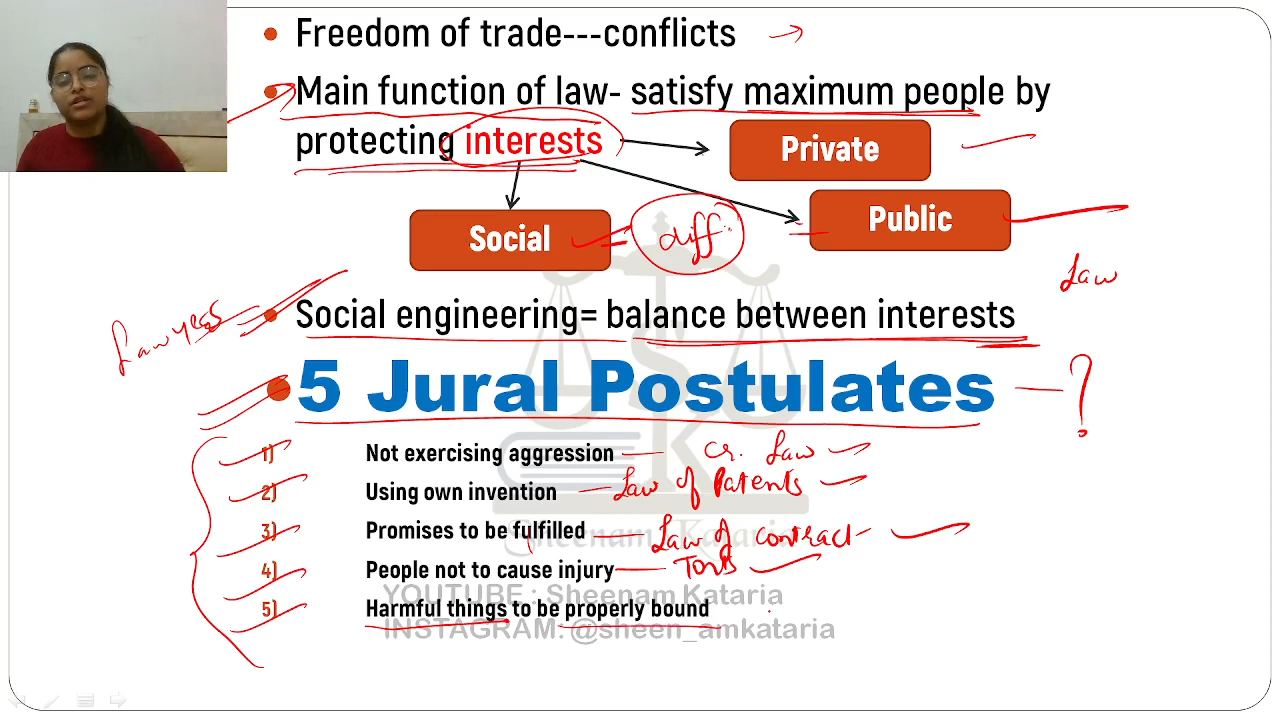 Freedom of trade---conflicts
Main function of law- satisfy maximum people by
protecting interests
Private
Public
Social
diff
Law
Lawyers
Social engineering= balance between interests
5 Jural Postulates
?
1) Not exercising aggression — cr. Law
2) Using own invention — Law of Patents
3) Promises to be fulfilled — Law of contract
4) People not to cause injury — Torts
YOUTUBE : Sheenam Kataria
5) Harmful things to be properly bound
INSTAGRAM: @sheen_amkataria